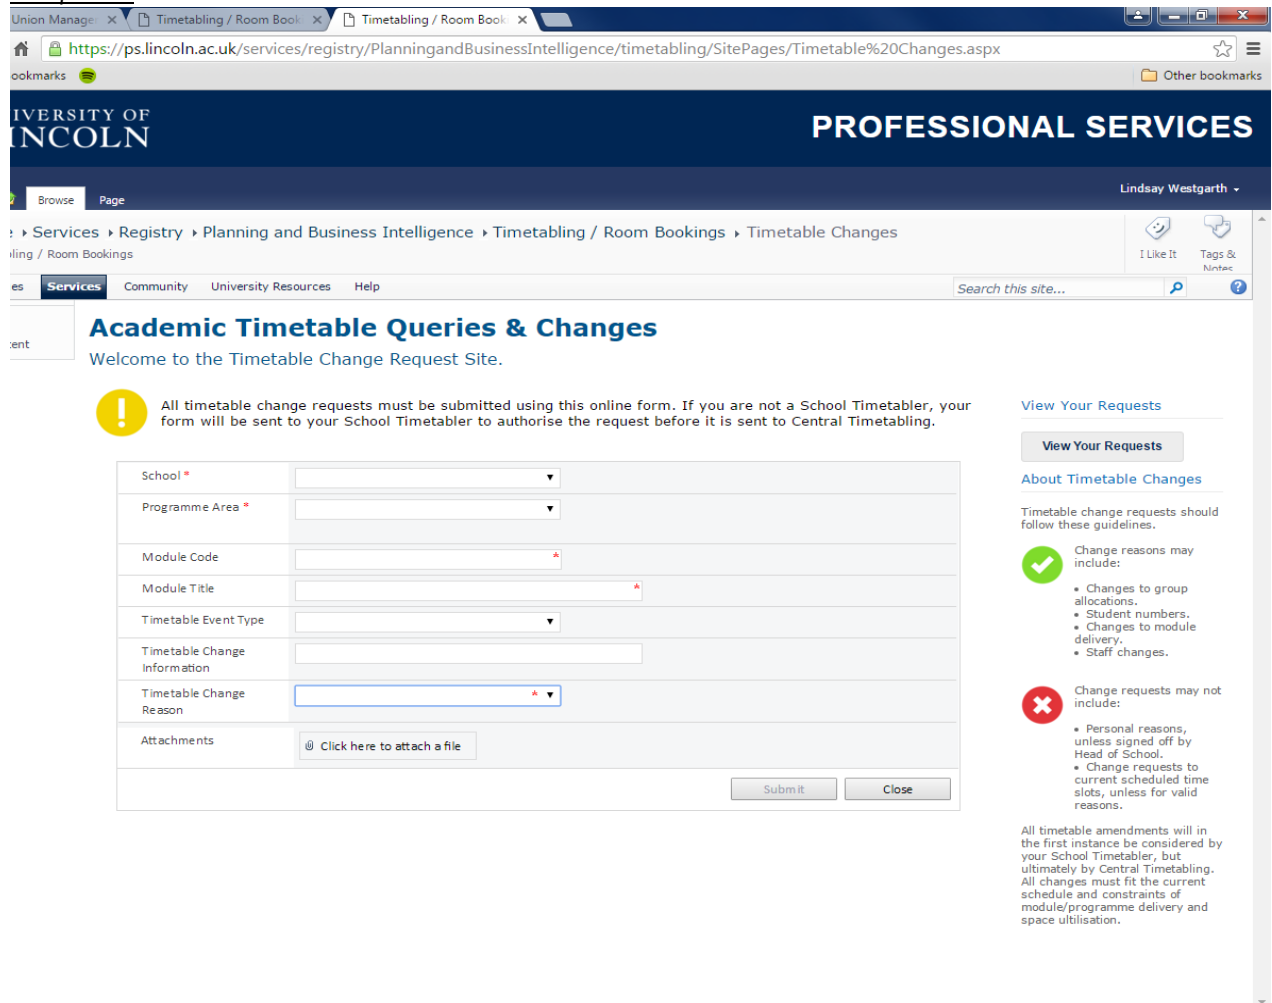 Union Manage
Timetabling / Room Book
Timetabling / Room Book
https://ps.lincoln.ac.uk/services/registry/PlanningandBusinessIntelligence/timetabling/SitePages/Timetable%20Changes.aspx
ookmarks
Other bookmarks
IVERSITY OF
INCOLN
PROFESSIONAL SERVICES
Browse Page
Lindsay Westgarth
Services Registry Planning and Business Intelligence Timetabling / Room Bookings Timetable Changes
ling / Room Bookings
I Like It
Tags &
Notes
es Services Community University Resources Help
Search this site...
Academic Timetable Queries & Changes
tent
Welcome to the Timetable Change Request Site.
All timetable change requests must be submitted using this online form. If you are not a School Timetabler, your
form will be sent to your School Timetabler to authorise the request before it is sent to Central Timetabling.
School *
Programme Area *
Module Code *
Module Title *
Timetable Event Type
Timetable Change
Information
Timetable Change
Reason *
Attachments
Click here to attach a file
Submit Close
View Your Requests
View Your Requests
About Timetable Changes
Timetable change requests should
follow these guidelines.
Change reasons may
include:
• Changes to group
allocations.
• Student numbers.
• Changes to module
delivery.
• Staff changes.
Change requests may not
include:
• Personal reasons,
unless signed off by
Head of School.
• Change requests to
current scheduled time
slots, unless for valid
reasons.
All timetable amendments will in
the first instance be considered by
your School Timetabler, but
ultimately by Central Timetabling.
All changes must fit the current
schedule and constraints of
module/programme delivery and
space ultilisation.